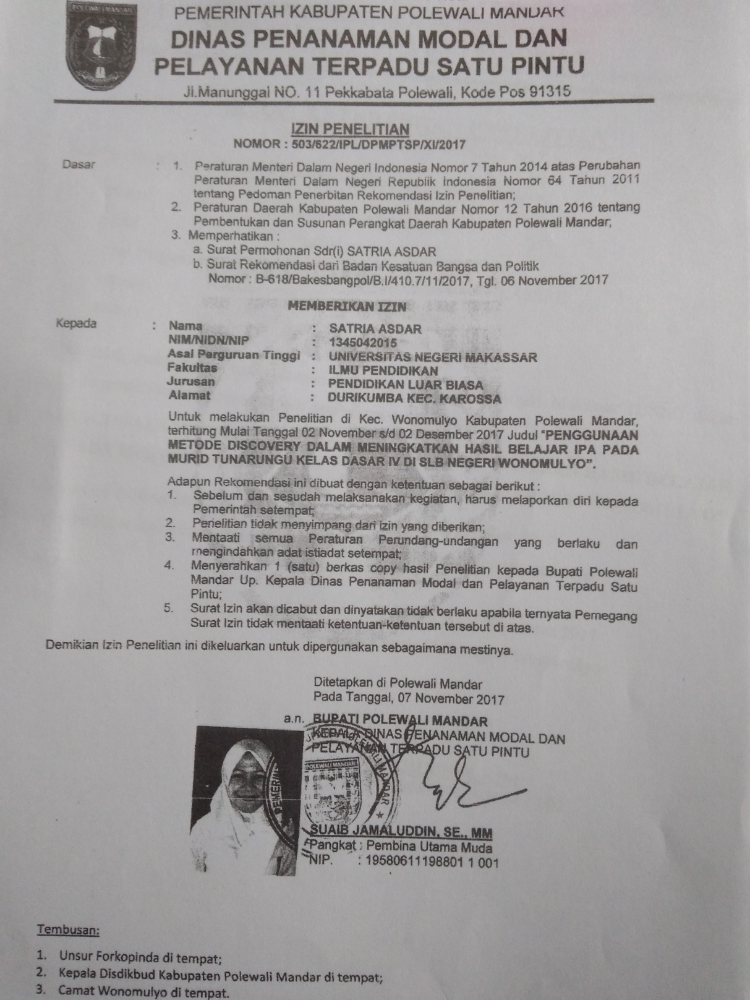 POLEWALI MANDAR
PEMERINTAH KABUPATEN POLEWALI MANDAR
DINAS PENANAMAN MODAL DAN
PELAYANAN TERPADU SATU PINTU
Jl.Manunggal NO. 11 Pekkabata Polewali, Kode Pos 91315
IZIN PENELITIAN
NOMOR : 503/622/IPL/DPMPTSP/XI/2017
Dasar : 1. Peraturan Menteri Dalam Negeri Indonesia Nomor 7 Tahun 2014 atas Perubahan
Peraturan Menteri Dalam Negeri Republik Indonesia Nomor 64 Tahun 2011
tentang Pedoman Penerbitan Rekomendasi Izin Penelitian;
2. Peraturan Daerah Kabupaten Polewali Mandar Nomor 12 Tahun 2016 tentang
Pembentukan dan Susunan Perangkat Daerah Kabupaten Polewali Mandar;
3. Memperhatikan :
a. Surat Permohonan Sdr(i) SATRIA ASDAR
b. Surat Rekomendasi dari Badan Kesatuan Bangsa dan Politik
Nomor : B-618/Bakesbangpol/B.I/410.7/11/2017, Tgl. 06 November 2017
MEMBERIKAN IZIN
Kepada : Nama : SATRIA ASDAR
NIM/NIDN/NIP : 1345042015
Asal Perguruan Tinggi : UNIVERSITAS NEGERI MAKASSAR
Fakultas : ILMU PENDIDIKAN
Jurusan : PENDIDIKAN LUAR BIASA
Alamat : DURIKUMBA KEC. KAROSSA
Untuk melakukan Penelitian di Kec. Wonomulyo Kabupaten Polewali Mandar,
terhitung Mulai Tanggal 02 November s/d 02 Desember 2017 Judul "PENGGUNAAN
METODE DISCOVERY DALAM MENINGKATKAN HASIL BELAJAR IPA PADA
MURID TUNARUNGU KELAS DASAR IV DI SLB NEGERI WONOMULYO".
Adapun Rekomendasi ini dibuat dengan ketentuan sebagai berikut :
1. Sebelum dan sesudah melaksanakan kegiatan, harus melaporkan diri kepada
Pemerintah setempat;
2. Penelitian tidak menyimpang dari izin yang diberikan;
3. Mentaati semua Peraturan Perundang-undangan yang berlaku dan
mengindahkan adat istiadat setempat;
4. Menyerahkan 1 (satu) berkas copy hasil Penelitian kepada Bupati Polewali
Mandar Up. Kepala Dinas Penanaman Modal dan Pelayanan Terpadu Satu
Pintu;
5. Surat Izin akan dicabut dan dinyatakan tidak berlaku apabila ternyata Pemegang
Surat Izin tidak mentaati ketentuan-ketentuan tersebut di atas.
Demikian Izin Penelitian ini dikeluarkan untuk dipergunakan sebagaimana mestinya.
Ditetapkan di Polewali Mandar
Pada Tanggal, 07 November 2017
a.n. BUPATI POLEWALI MANDAR
KEPALA DINAS PENANAMAN MODAL DAN
PELAYANAN TERPADU SATU PINTU
POLEWALI MANDAR
SUAIB JAMALUDDIN, SE., MM
Pangkat : Pembina Utama Muda
NIP. : 19580611198801 1 001
Tembusan:
1. Unsur Forkopinda di tempat;
2. Kepala Disdikbud Kabupaten Polewali Mandar di tempat;
3. Camat Wonomulyo di tempat.